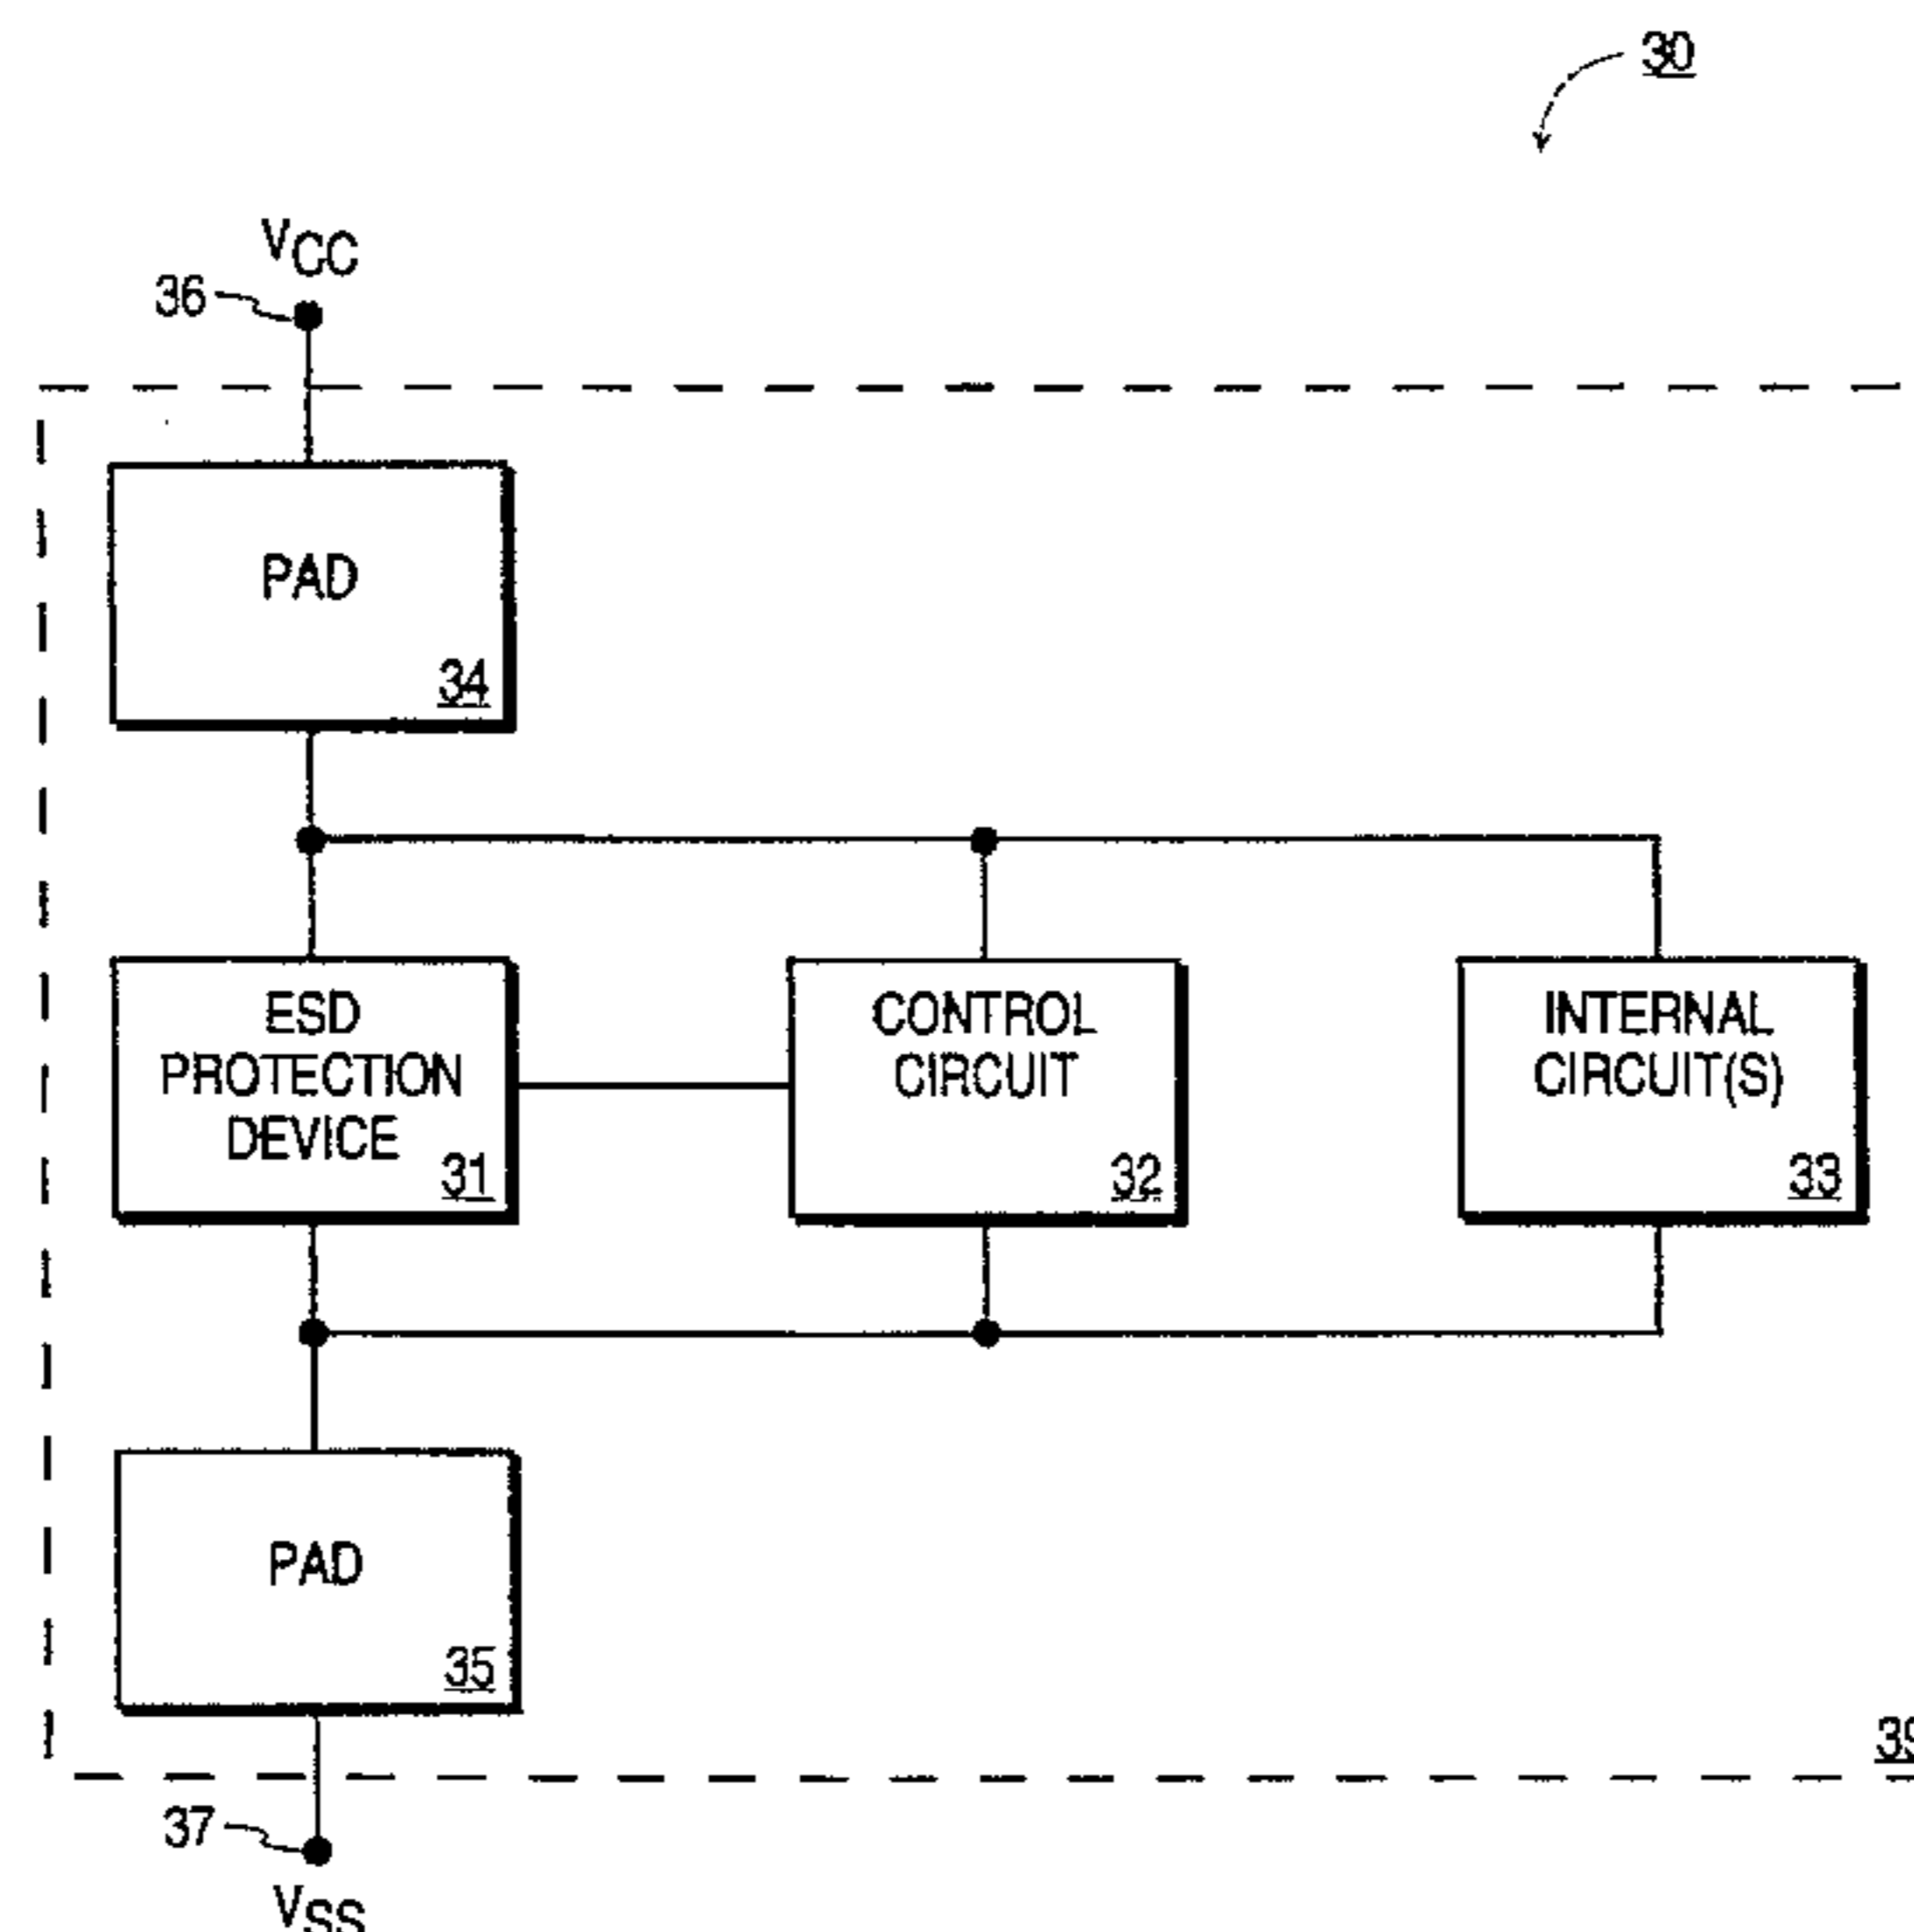 30
VCC
36
PAD
34
ESD
PROTECTION
DEVICE
31
CONTROL
CIRCUIT
32
INTERNAL
CIRCUIT(S)
33
PAD
35
37
VSS